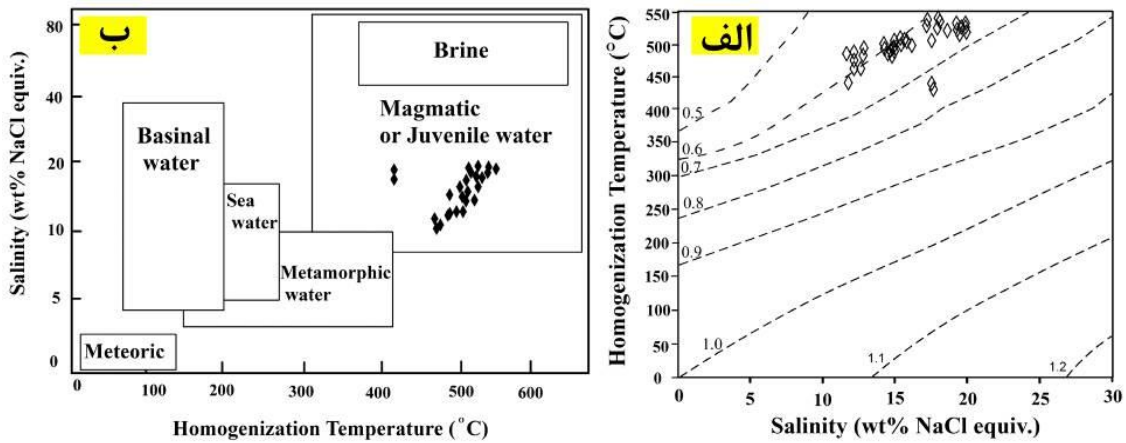 ب
Salinity (wt% NaCl equiv.)
80
40
20
10
5
0
Brine
Magmatic
or Juvenile water
Basinal
water
Sea
water
Metamorphic
water
Meteoric
0
100
200
300
400
500
600
Homogenization Temperature (°C)
الف
Homogenization Temperature (°C)
550
500
450
400
350
300
250
200
150
100
50
0
0.5
0.6
0.7
0.8
0.9
1.0
1.1
1.2
0
5
10
15
20
25
30
Salinity (wt% NaCl equiv.)